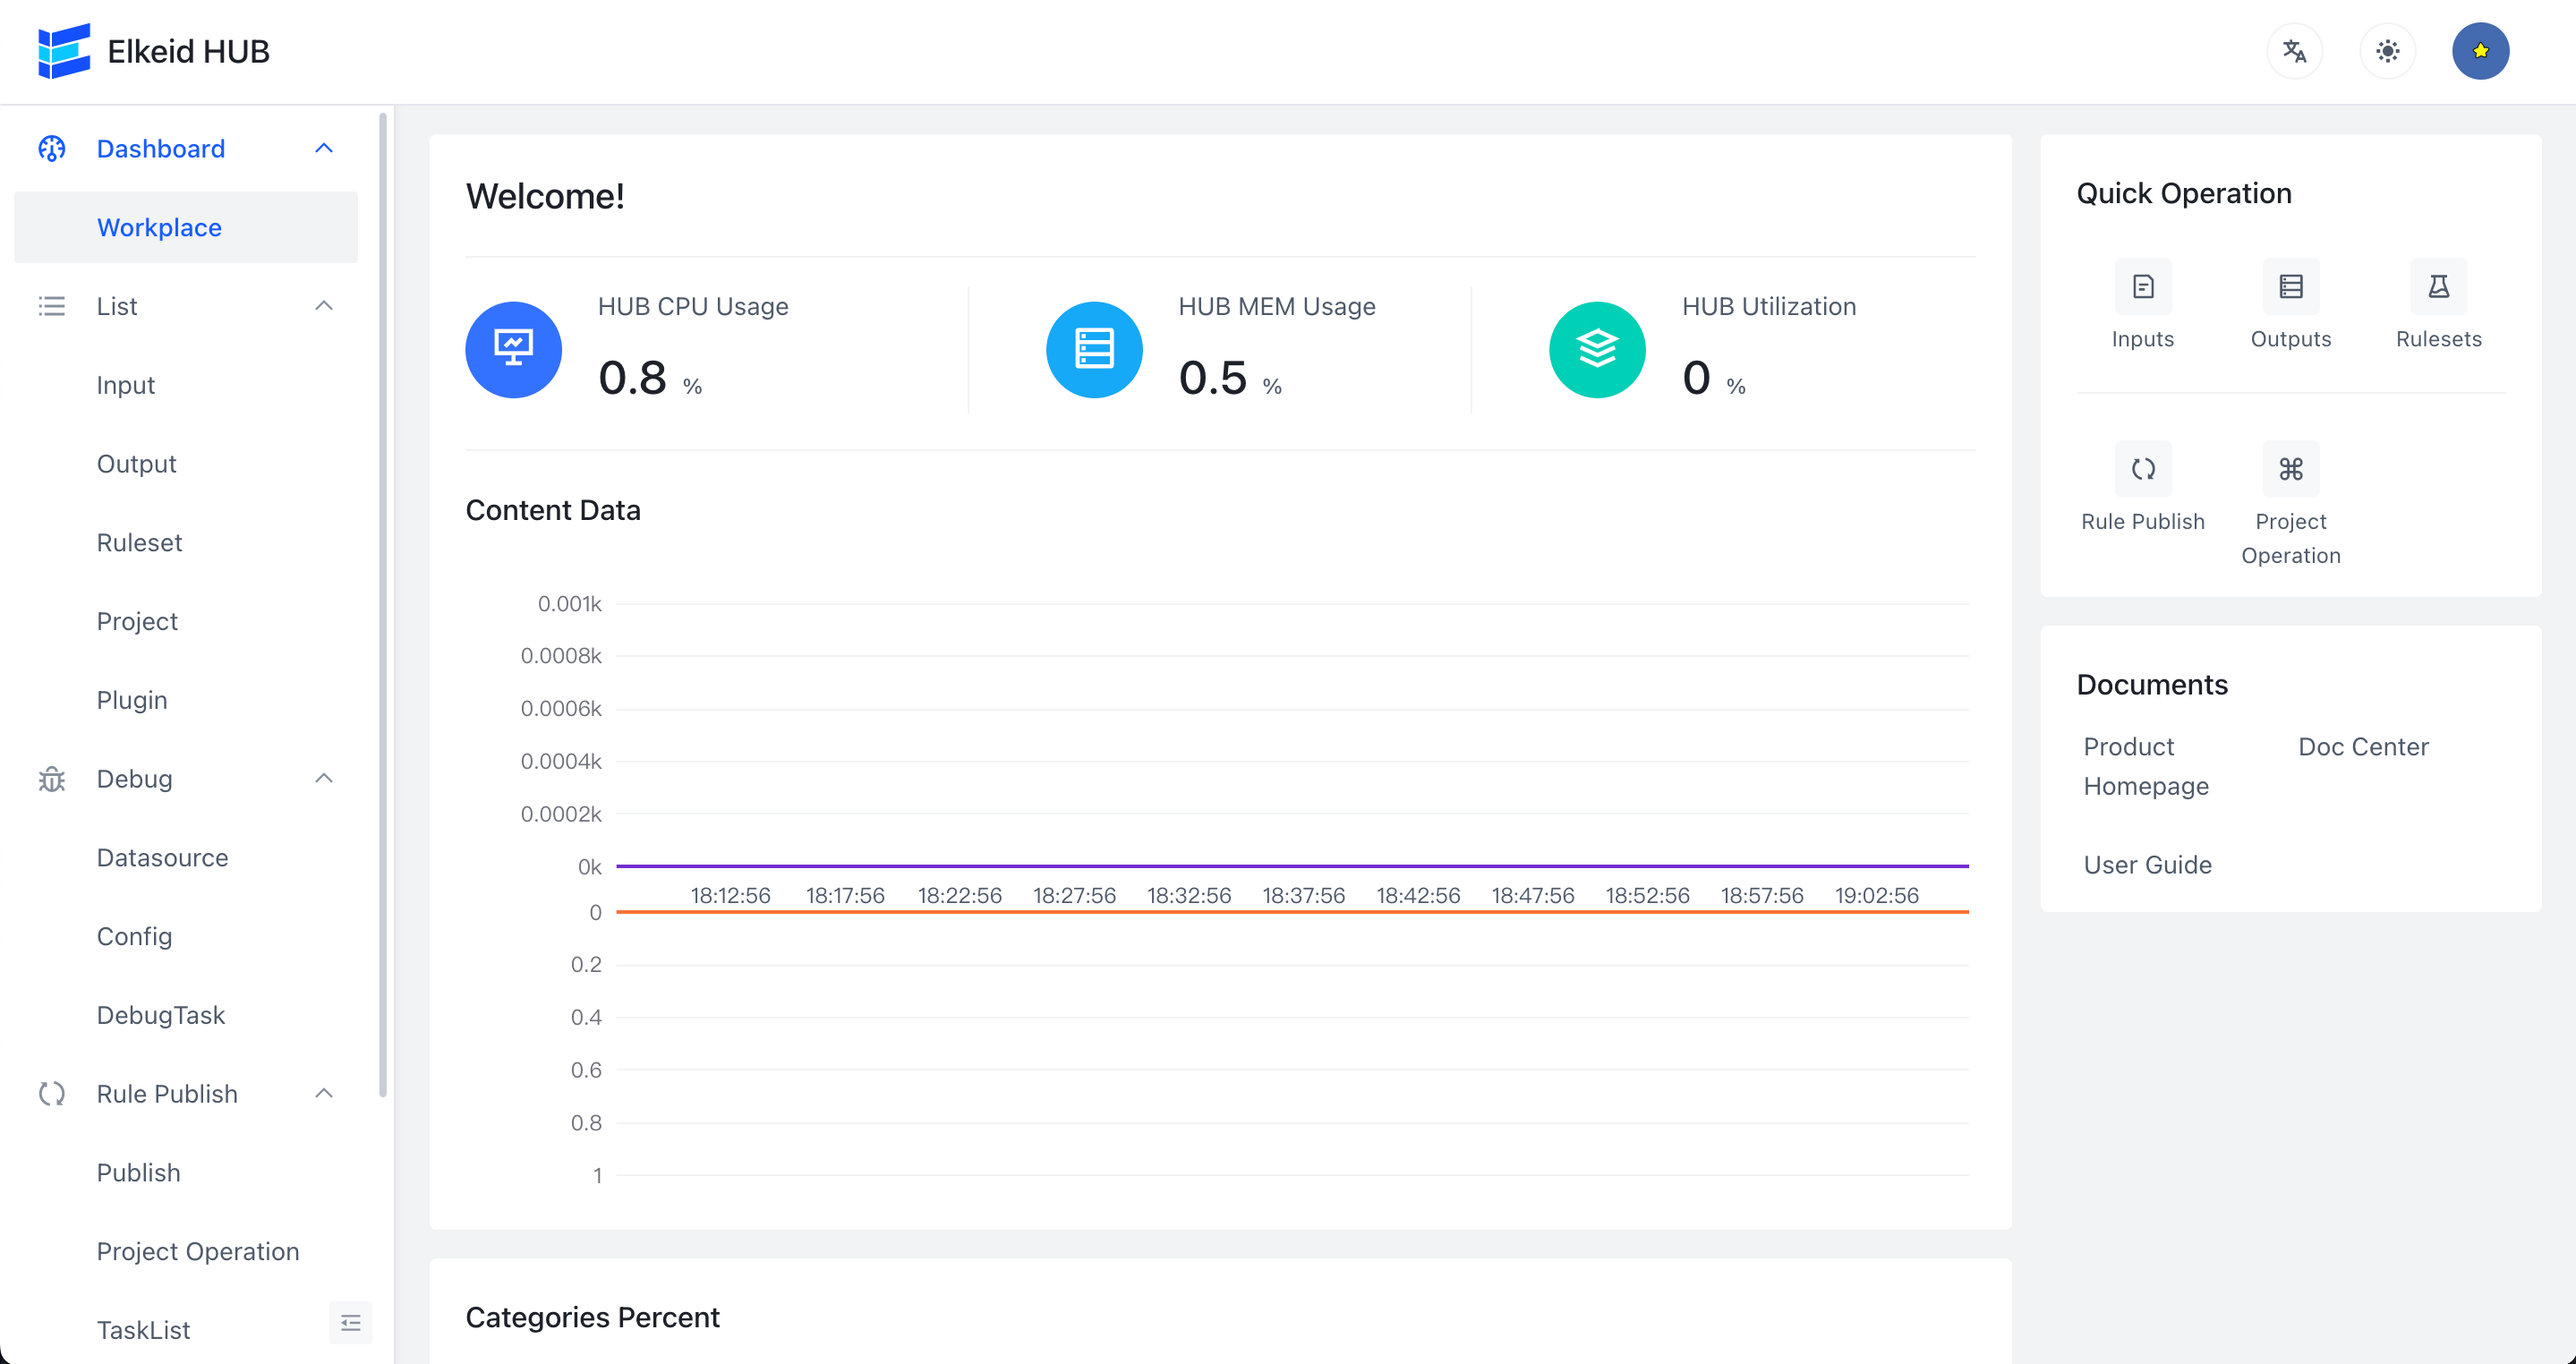 Elkeid HUB
Dashboard
Workplace
List
Input
Output
Ruleset
Project
Plugin
Debug
Datasource
Config
DebugTask
Rule Publish
Publish
Project Operation
TaskList
Welcome!
HUB CPU Usage
0.8 %
HUB MEM Usage
0.5 %
HUB Utilization
0 %
Content Data
0.001k
0.0008k
0.0006k
0.0004k
0.0002k
0k
18:12:56 18:17:56 18:22:56 18:27:56 18:32:56 18:37:56 18:42:56 18:47:56 18:52:56 18:57:56 19:02:56
0
0.2
0.4
0.6
0.8
1
Categories Percent
Quick Operation
Inputs
Outputs
Rulesets
Rule Publish
Project
Operation
Documents
Product
Homepage
Doc Center
User Guide